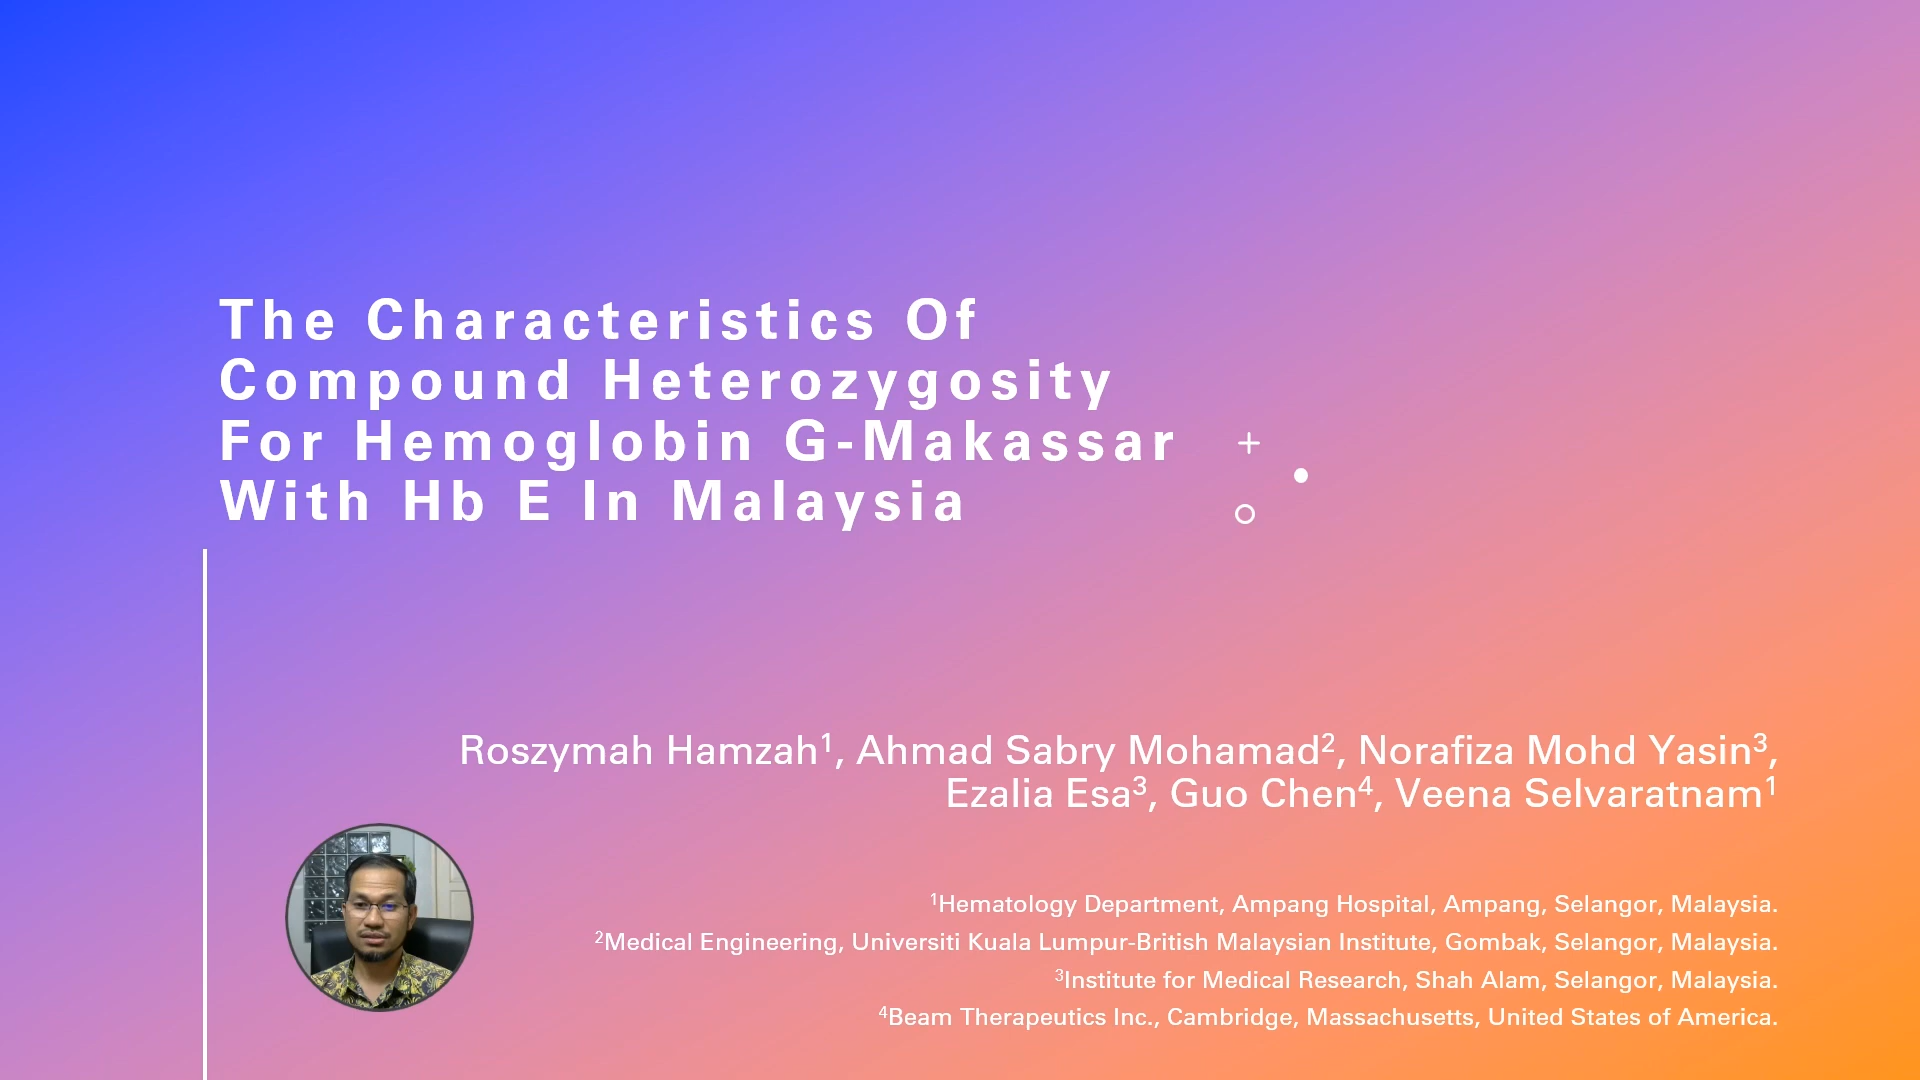 The Characteristics Of
Compound Heterozygosity
For Hemoglobin G-Makassar
With Hb E In Malaysia
Roszymah Hamzah¹, Ahmad Sabry Mohamad², Norafiza Mohd Yasin³,
Ezalia Esa³, Guo Chen⁴, Veena Selvaratnam¹
¹Hematology Department, Ampang Hospital, Ampang, Selangor, Malaysia.
²Medical Engineering, Universiti Kuala Lumpur-British Malaysian Institute, Gombak, Selangor, Malaysia.
³Institute for Medical Research, Shah Alam, Selangor, Malaysia.
⁴Beam Therapeutics Inc., Cambridge, Massachusetts, United States of America.